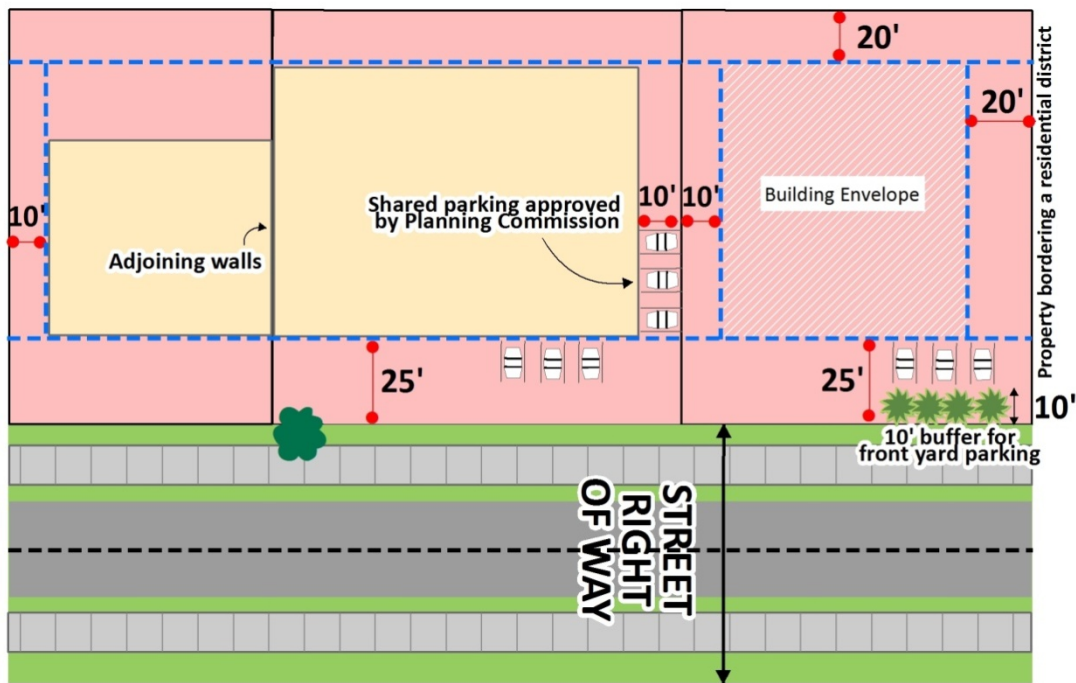 20'
Property bordering a residential district
20'
10'
Adjoining walls
Shared parking approved
by Planning Commission
10'
10'
Building Envelope
25'
25'
10'
10' buffer for
front yard parking
STREET
RIGHT
OF WAY